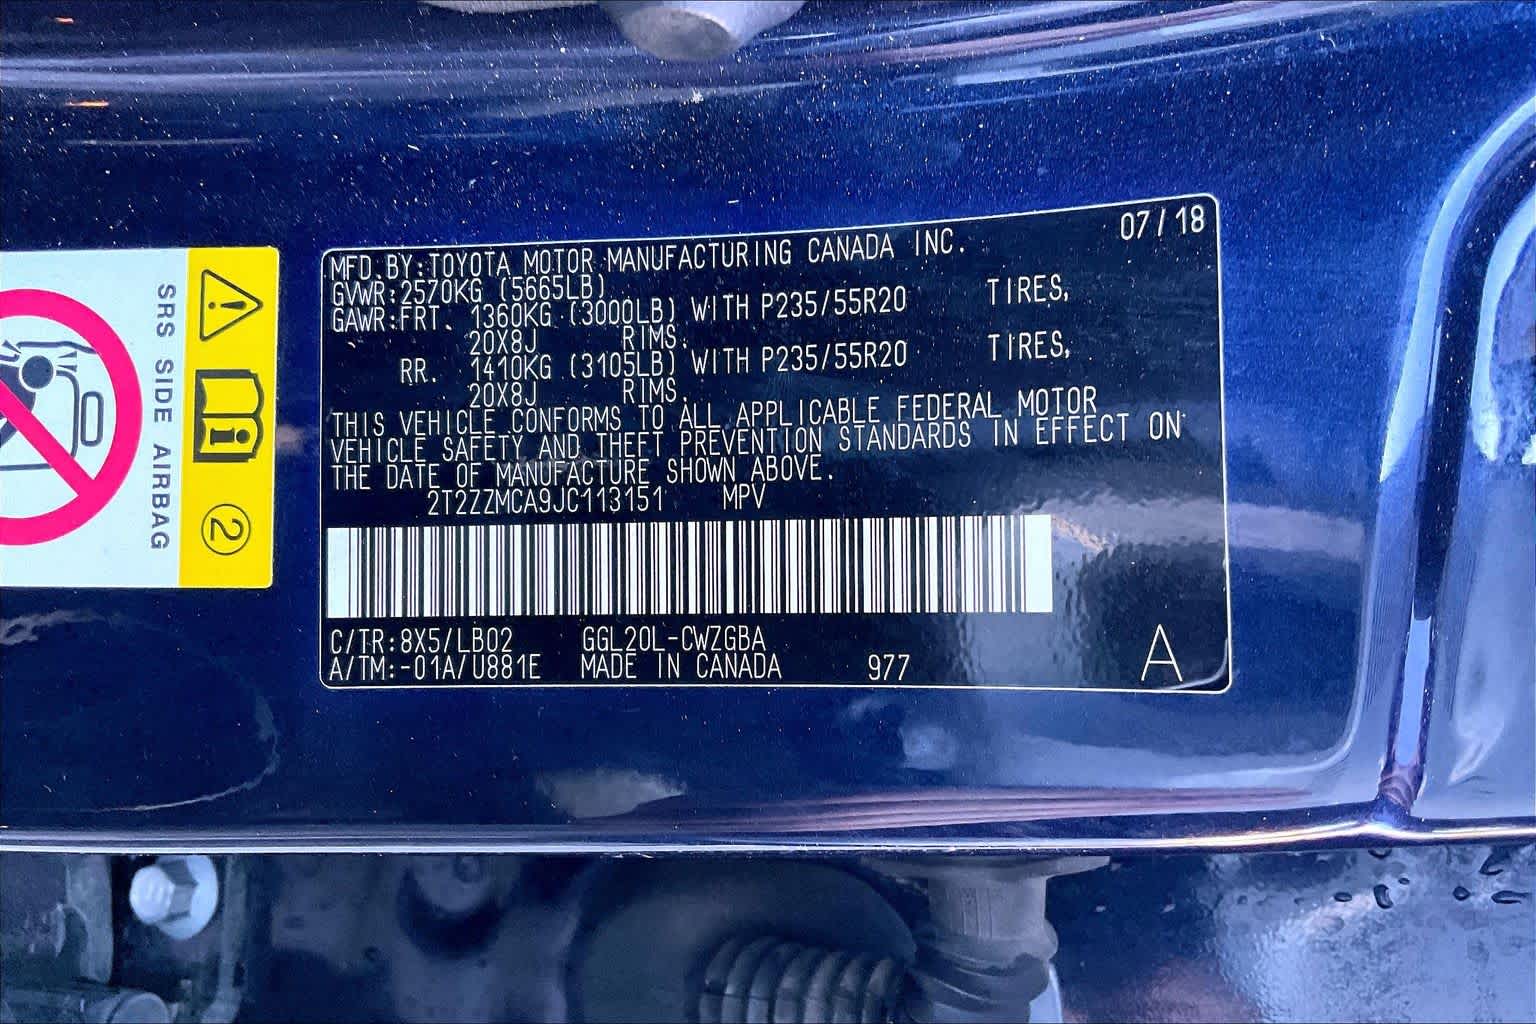 07/18
MFD.BY:TOYOTA MOTOR MANUFACTURING CANADA INC.
GVWR:2570KG (5665LB)
GAWR:FRT. 1360KG (3000LB) WITH P235/55R20 TIRES,
20X8J RIMS.
RR. 1410KG (3105LB) WITH P235/55R20 TIRES,
20X8J RIMS.
THIS VEHICLE CONFORMS TO ALL APPLICABLE FEDERAL MOTOR
VEHICLE SAFETY AND THEFT PREVENTION STANDARDS IN EFFECT ON
THE DATE OF MANUFACTURE SHOWN ABOVE.
2T2ZZMCA9JC113151 MPV
C/TR:8X5/LB02 GGL20L-CWZGBA
A/TM:-01A/U881E MADE IN CANADA 977 A
SRS SIDE AIRBAG
2